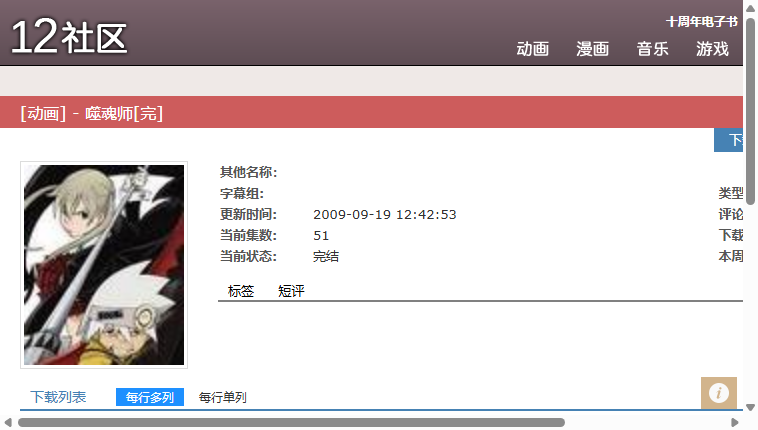 12社区
十周年电子书
动画 漫画 音乐 游戏
[动画] - 噬魂师[完]
其他名称:
字幕组: 类型
更新时间: 2009-09-19 12:42:53 评论
当前集数: 51 下载
当前状态: 完结 本周
标签 短评
下载列表 每行多列 每行单列